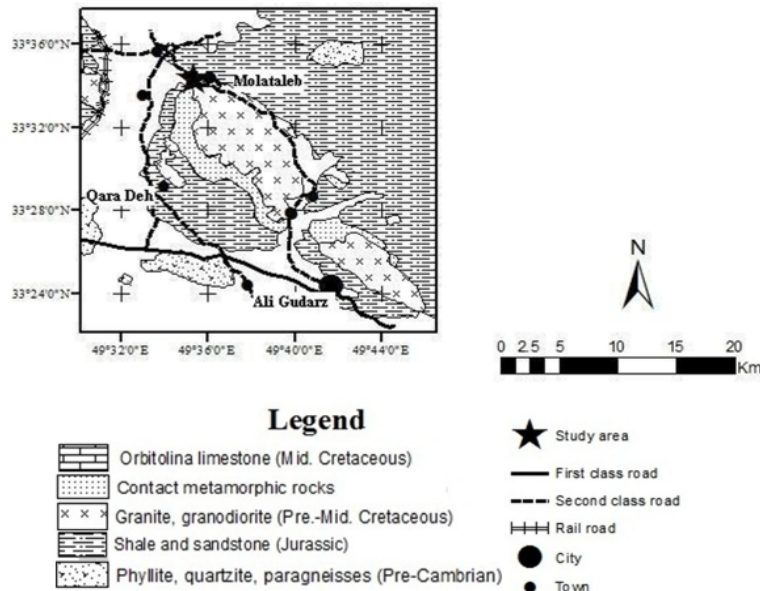 33°36'0"N
Molataleb
33°32'0"N
Qara Deh
33°28'0"N
33°24'0"N
Ali Gudarz
49°32'0"E 49°36'0"E 49°40'0"E 49°44'0"E
N
0 2.5 5 10 15 20
Km
Legend
Orbitolina limestone (Mid. Cretaceous)
Contact metamorphic rocks
Granite, granodiorite (Pre.-Mid. Cretaceous)
Shale and sandstone (Jurassic)
Phyllite, quartzite, paragneisses (Pre-Cambrian)
Study area
First class road
Second class road
Rail road
City
Town